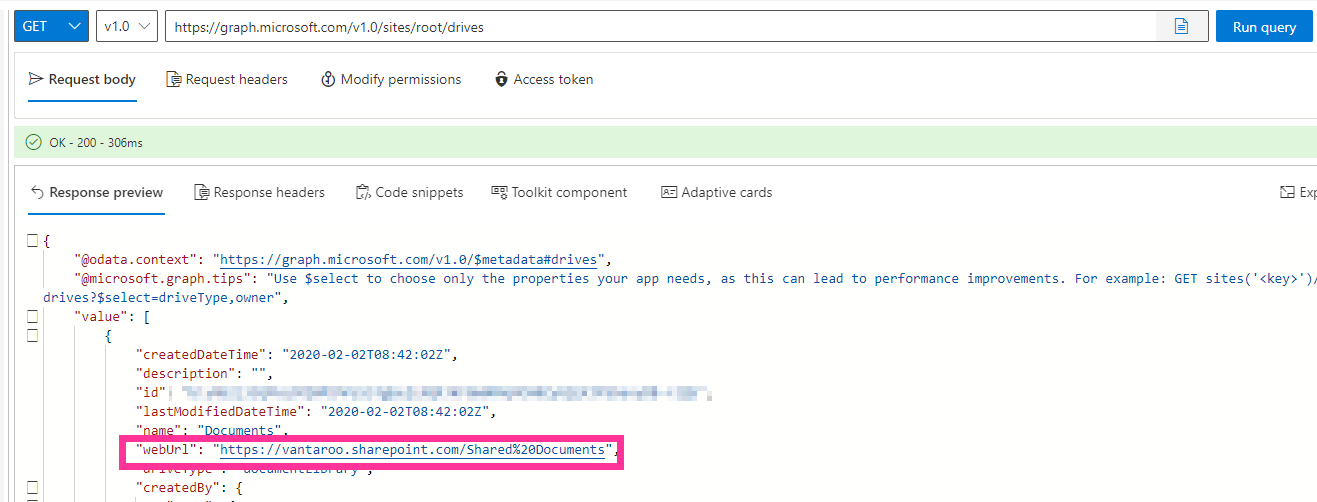 GET v1.0 https://graph.microsoft.com/v1.0/sites/root/drives Run query
Request body Request headers Modify permissions Access token
OK - 200 - 306ms
Response preview Response headers Code snippets Toolkit component Adaptive cards Exp
{
"@odata.context": "https://graph.microsoft.com/v1.0/$metadata#drives",
"@microsoft.graph.tips": "Use $select to choose only the properties your app needs, as this can lead to performance improvements. For example: GET sites('<key>')/
drives?$select=driveType,owner",
"value": [
{
"createdDateTime": "2020-02-02T08:42:02Z",
"description": "",
"id":
"lastModifiedDateTime": "2020-02-02T08:42:02Z",
"name": "Documents",
"webUrl": "https://vantaroo.sharepoint.com/Shared%20Documents",
"driveType": "documentLibrary",
"createdBy": {